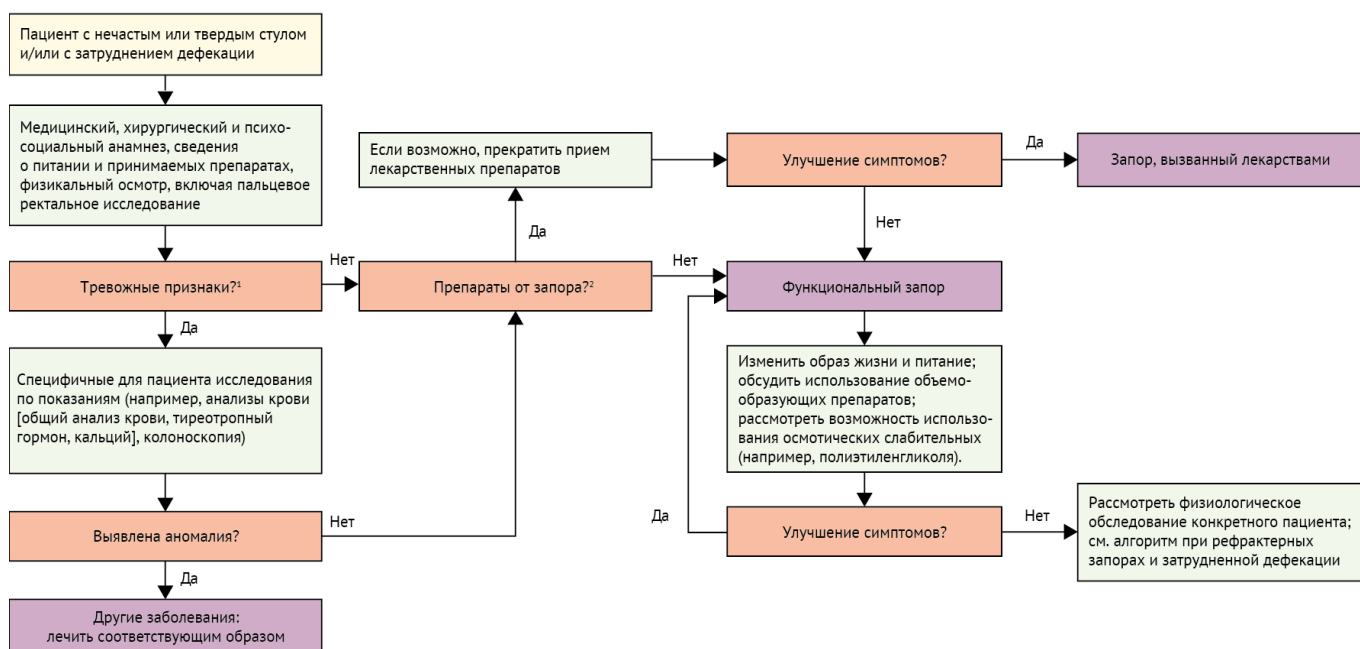 Пациент с нечастым или твердым стулом
и/или с затруднением дефекации
Медицинский, хирургический и психо-
социальный анамнез, сведения
о питании и принимаемых препаратах,
физикальный осмотр, включая пальцевое
ректальное исследование
Тревожные признаки?¹
Нет
Да
Специфичные для пациента исследования
по показаниям (например, анализы крови
[общий анализ крови, тиреотропный
гормон, кальций], колоноскопия)
Выявлена аномалия?
Нет
Да
Другие заболевания:
лечить соответствующим образом
Препараты от запора?²
Да
Нет
Если возможно, прекратить прием
лекарственных препаратов
Улучшение симптомов?
Да
Запор, вызванный лекарствами
Нет
Функциональный запор
Изменить образ жизни и питание;
обсудить использование объемо-
образующих препаратов;
рассмотреть возможность использо-
вания осмотических слабительных
(например, полиэтиленгликоля).
Улучшение симптомов?
Да
Нет
Рассмотреть физиологическое
обследование конкретного пациента;
см. алгоритм при рефрактерных
запорах и затрудненной дефекации